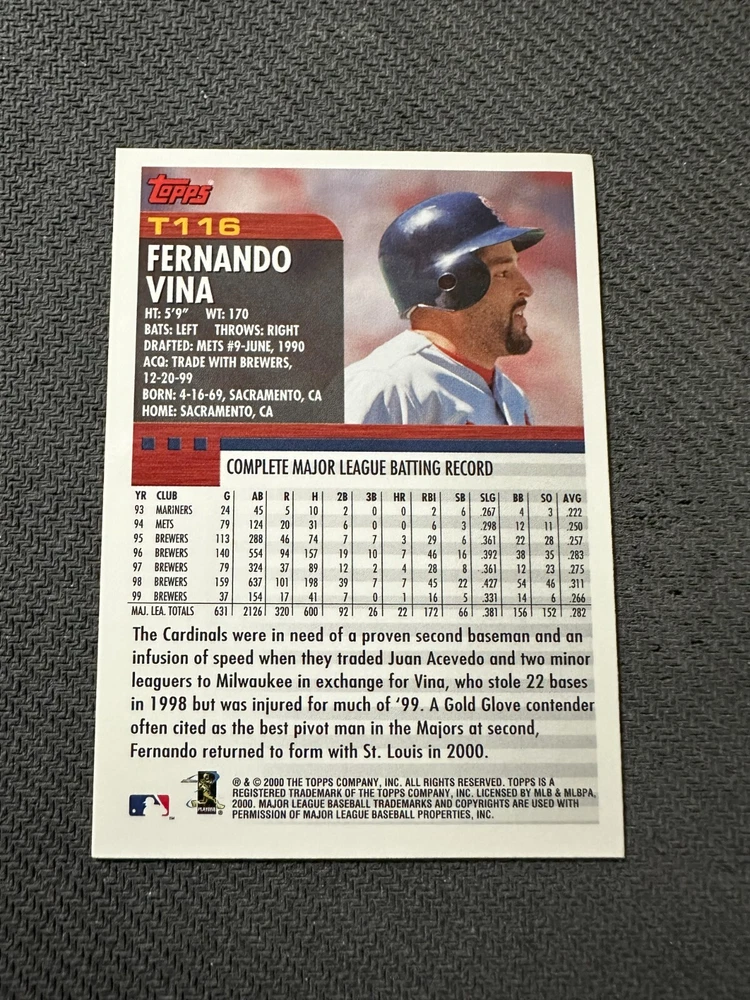 Topps®
T116
FERNANDO
VINA
HT: 5'9" WT: 170
BATS: LEFT THROWS: RIGHT
DRAFTED: METS #9-JUNE, 1990
ACQ: TRADE WITH BREWERS,
12-20-99
BORN: 4-16-69, SACRAMENTO, CA
HOME: SACRAMENTO, CA
COMPLETE MAJOR LEAGUE BATTING RECORD
YR CLUB G AB R H 2B 3B HR RBI SB SLG BB SO AVG
93 MARINERS 24 45 5 10 2 0 0 2 6 .267 4 3 .222
94 METS 79 124 20 31 6 0 0 6 3 .298 12 11 .250
95 BREWERS 113 288 46 74 7 7 3 29 6 .361 22 28 .257
96 BREWERS 140 554 94 157 19 10 7 46 16 .392 38 35 .283
97 BREWERS 79 324 37 89 12 2 4 28 8 .361 12 23 .275
98 BREWERS 159 637 101 198 39 7 7 45 22 .427 54 46 .311
99 BREWERS 37 154 17 41 7 0 1 16 5 .331 14 6 .266
MAJ. LEA. TOTALS 631 2126 320 600 92 26 22 172 66 .381 156 152 .282
The Cardinals were in need of a proven second baseman and an
infusion of speed when they traded Juan Acevedo and two minor
leaguers to Milwaukee in exchange for Vina, who stole 22 bases
in 1998 but was injured for much of '99. A Gold Glove contender
often cited as the best pivot man in the Majors at second,
Fernando returned to form with St. Louis in 2000.
® & © 2000 THE TOPPS COMPANY, INC. ALL RIGHTS RESERVED. TOPPS IS A
REGISTERED TRADEMARK OF THE TOPPS COMPANY, INC. LICENSED BY MLB & MLBPA,
2000. MAJOR LEAGUE BASEBALL TRADEMARKS AND COPYRIGHTS ARE USED WITH
PERMISSION OF MAJOR LEAGUE BASEBALL PROPERTIES, INC.